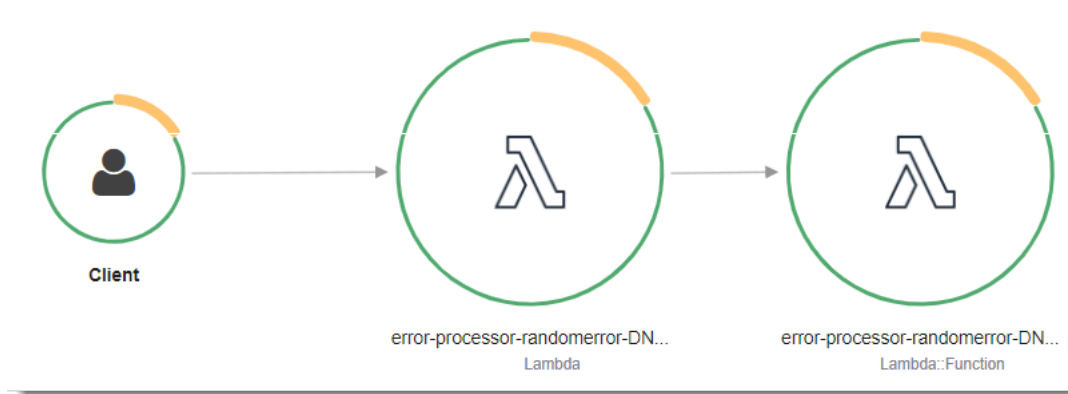 Client
error-processor-randomerror-DN...
Lambda
error-processor-randomerror-DN...
Lambda::Function